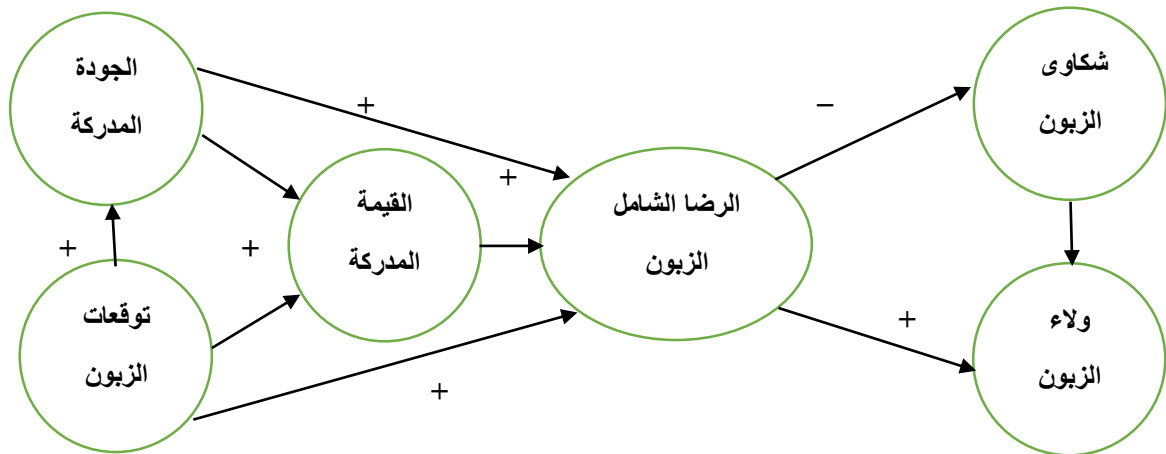 الجودة
المدركة
شكاوى
الزبون
+
−
القيمة
المدركة
+
الرضا الشامل
الزبون
+
+
توقعات
الزبون
ولاء
الزبون
+
+